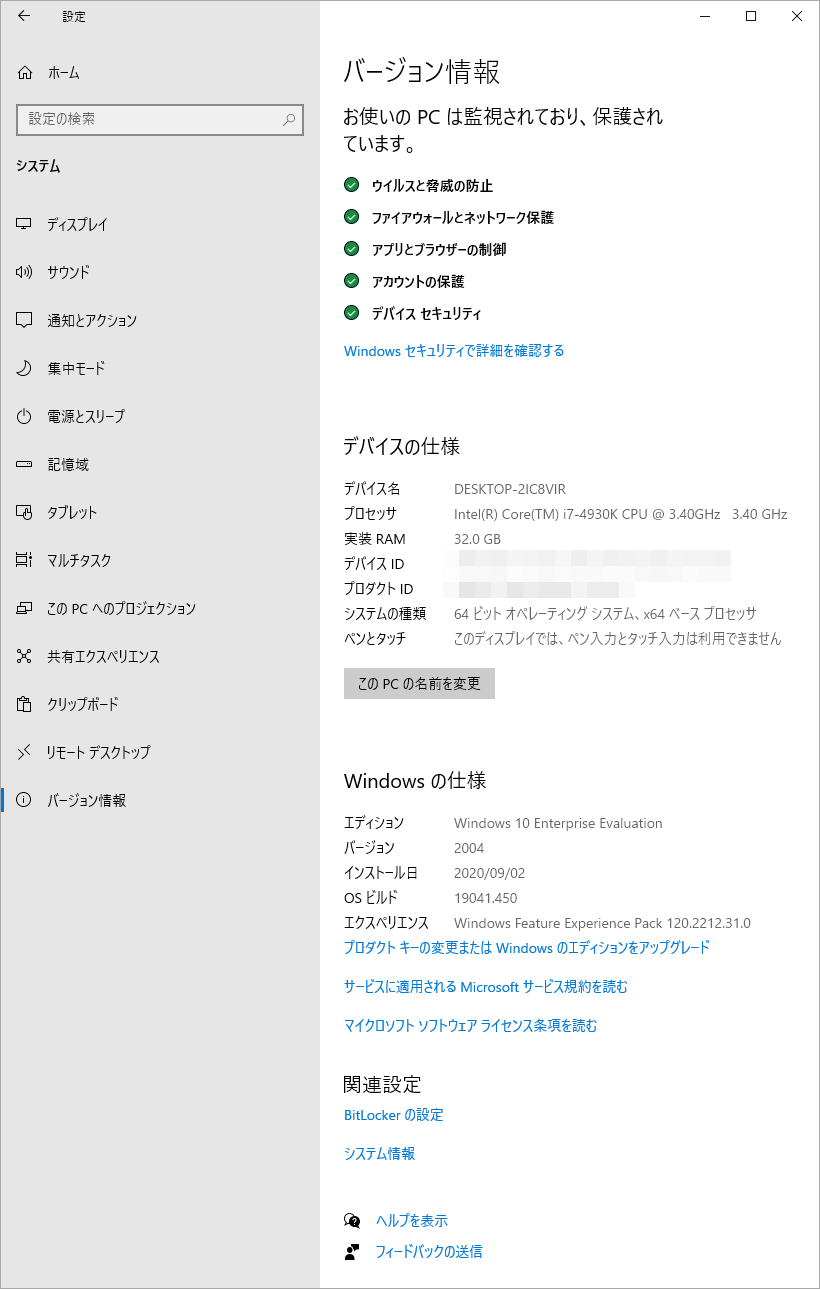 設定
ホーム
設定の検索
システム
ディスプレイ
サウンド
通知とアクション
集中モード
電源とスリープ
記憶域
タブレット
マルチタスク
この PC へのプロジェクション
共有エクスペリエンス
クリップボード
リモート デスクトップ
バージョン情報
バージョン情報
お使いの PC は監視されており、保護され
ています。
ウイルスと脅威の防止
ファイアウォールとネットワーク保護
アプリとブラウザーの制御
アカウントの保護
デバイス セキュリティ
Windows セキュリティで詳細を確認する
デバイスの仕様
デバイス名 DESKTOP-2IC8VIR
プロセッサ Intel(R) Core(TM) i7-4930K CPU @ 3.40GHz 3.40 GHz
実装 RAM 32.0 GB
デバイス ID
プロダクト ID
システムの種類 64 ビット オペレーティング システム、x64 ベース プロセッサ
ペンとタッチ このディスプレイでは、ペン入力とタッチ入力は利用できません
この PC の名前を変更
Windows の仕様
エディション Windows 10 Enterprise Evaluation
バージョン 2004
インストール日 2020/09/02
OS ビルド 19041.450
エクスペリエンス Windows Feature Experience Pack 120.2212.31.0
プロダクト キーの変更または Windows のエディションをアップグレード
サービスに適用される Microsoft サービス規約を読む
マイクロソフト ソフトウェア ライセンス条項を読む
関連設定
BitLocker の設定
システム情報
ヘルプを表示
フィードバックの送信